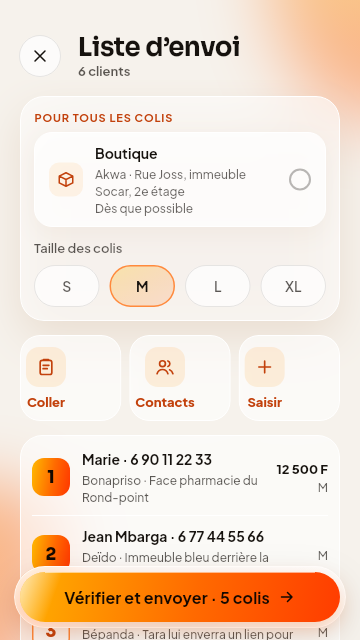 Liste d’envoi
6 clients
POUR TOUS LES COLIS
Boutique
Akwa · Rue Joss, immeuble
Socar, 2e étage
Dès que possible
Taille des colis
S
M
L
XL
Coller
Contacts
Saisir
1
Marie · 6 90 11 22 33
12 500 F
Bonapriso · Face pharmacie du
Rond-point
M
2
Jean Mbarga · 6 77 44 55 66
Deïdo · Immeuble bleu derrière la
M
Vérifier et envoyer · 5 colis
3
Bépanda · Tara lui enverra un lien pour
M